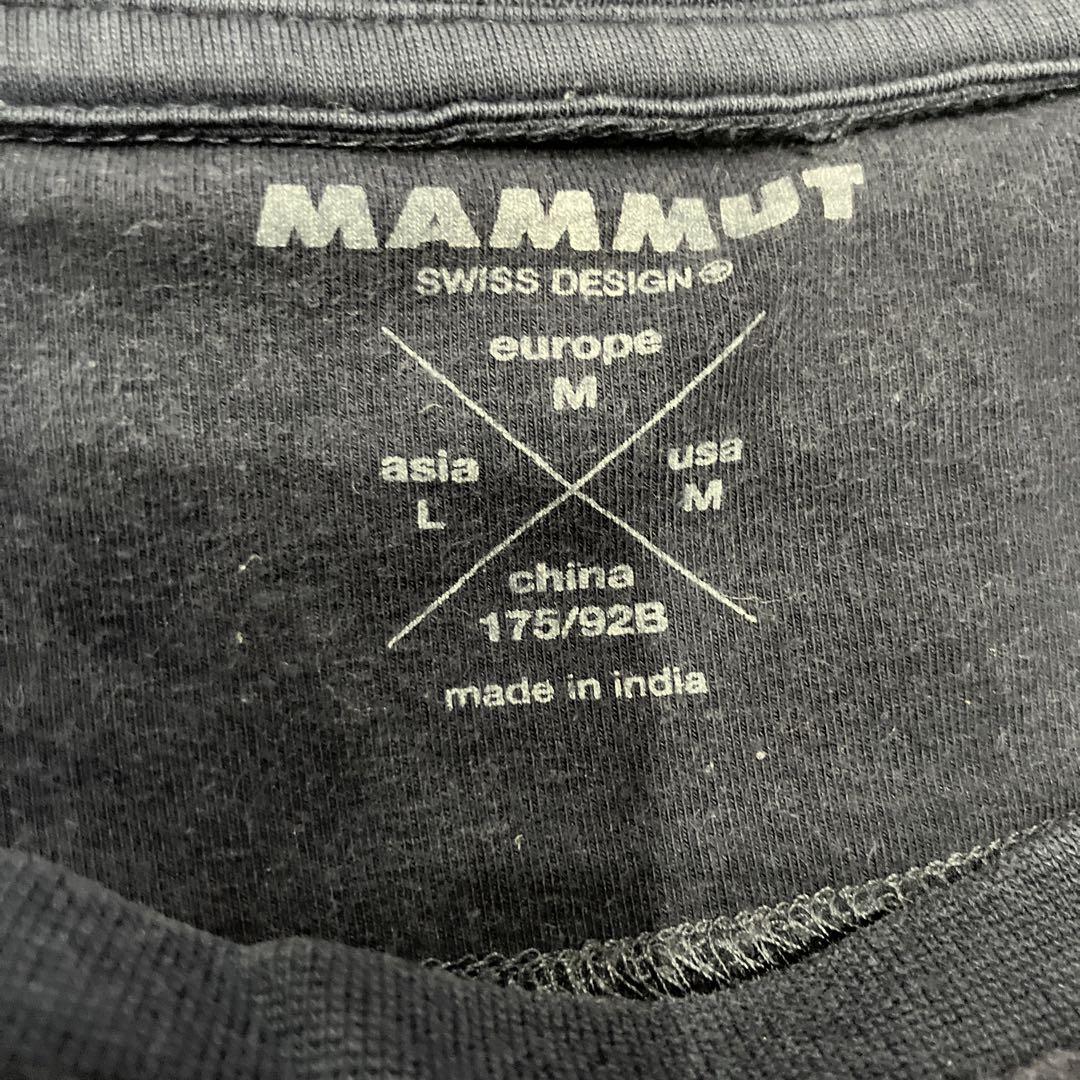 MAMMUT
SWISS DESIGN
europe
M
asia
L
usa
M
china
175/92B
made in india